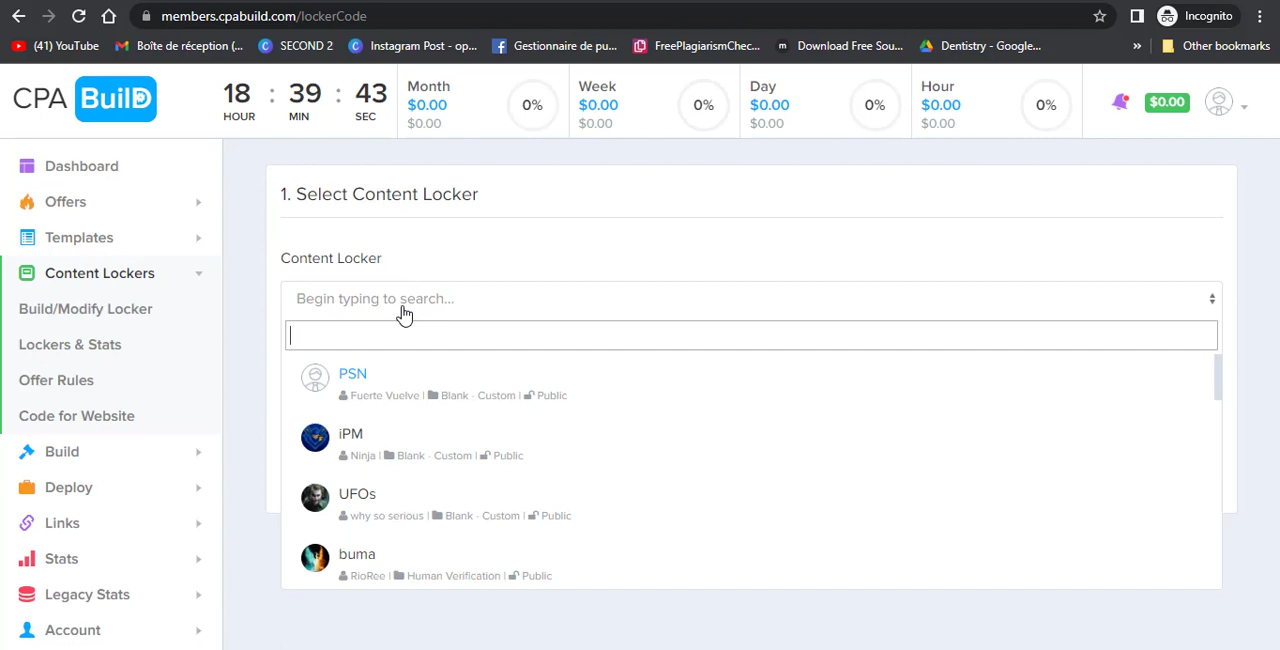 members.cpabuild.com/lockerCode
Incognito
(41) YouTube
Boîte de réception (...
SECOND 2
Instagram Post - op...
Gestionnaire de pu...
FreePlagiarismChec...
Download Free Sou...
Dentistry - Google...
»
Other bookmarks
CPA BuilD
18 : 39 : 43
HOUR MIN SEC
Month
$0.00
$0.00
0%
Week
$0.00
$0.00
0%
Day
$0.00
$0.00
0%
Hour
$0.00
$0.00
0%
$0.00
Dashboard
Offers
Templates
Content Lockers
Build/Modify Locker
Lockers & Stats
Offer Rules
Code for Website
Build
Deploy
Links
Stats
Legacy Stats
Account
1. Select Content Locker
Content Locker
Begin typing to search...
PSN
Fuerte Vuelve | Blank - Custom | Public
iPM
Ninja | Blank - Custom | Public
UFOs
why so serious | Blank - Custom | Public
buma
RioRee | Human Verification | Public